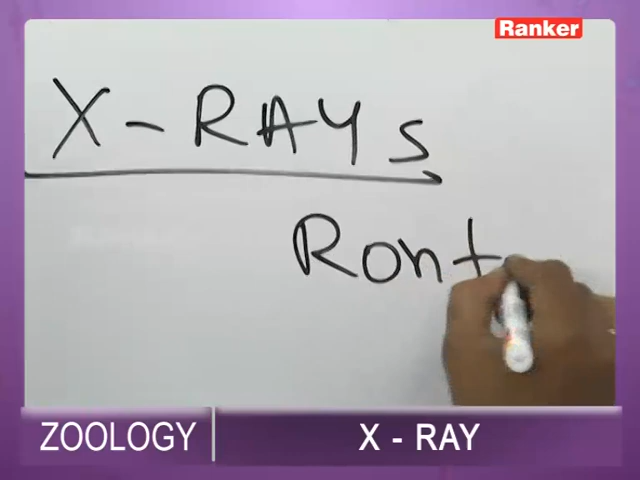 Ranker
X - RAYs
Ront
ZOOLOGY
X - RAY